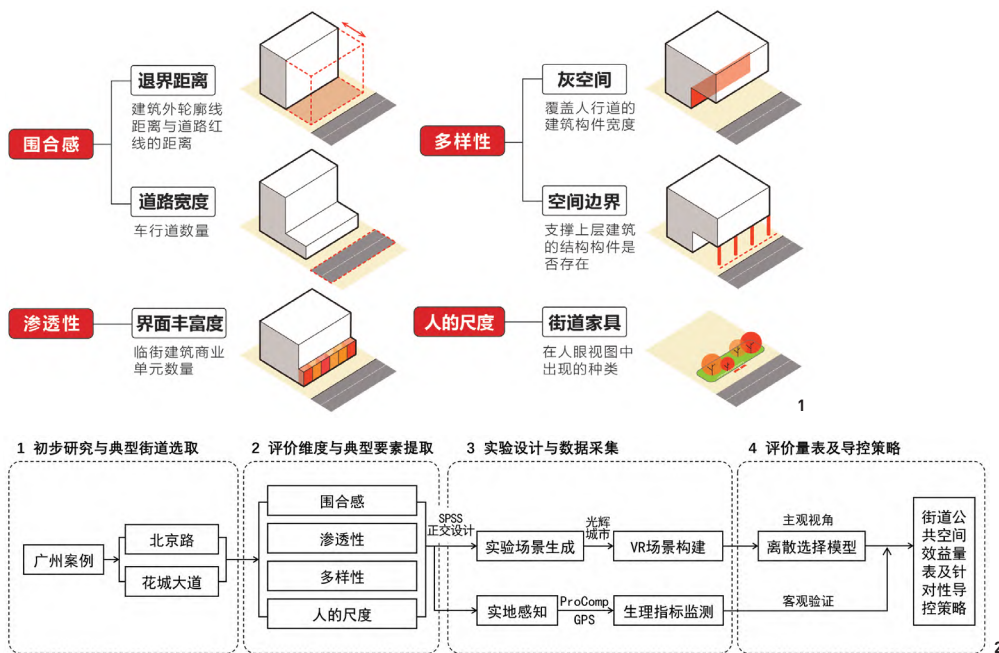 围合感
退界距离
建筑外轮廓线
距离与道路红
线的距离
道路宽度
车行道数量
多样性
灰空间
覆盖人行道的
建筑构件宽度
空间边界
支撑上层建筑
的结构构件是
否存在
渗透性
界面丰富度
临街建筑商业
单元数量
人的尺度
街道家具
在人眼视图中
出现的种类
1
1 初步研究与典型街道选取
广州案例
北京路
花城大道
2 评价维度与典型要素提取
围合感
渗透性
多样性
人的尺度
3 实验设计与数据采集
SPSS
正交设计
实验场景生成
光辉
城市
VR场景构建
实地感知
ProComp
GPS
生理指标监测
4 评价量表及导控策略
主观视角
离散选择模型
客观验证
街道公
共空间
效益量
表及针
对性导
控策略
2